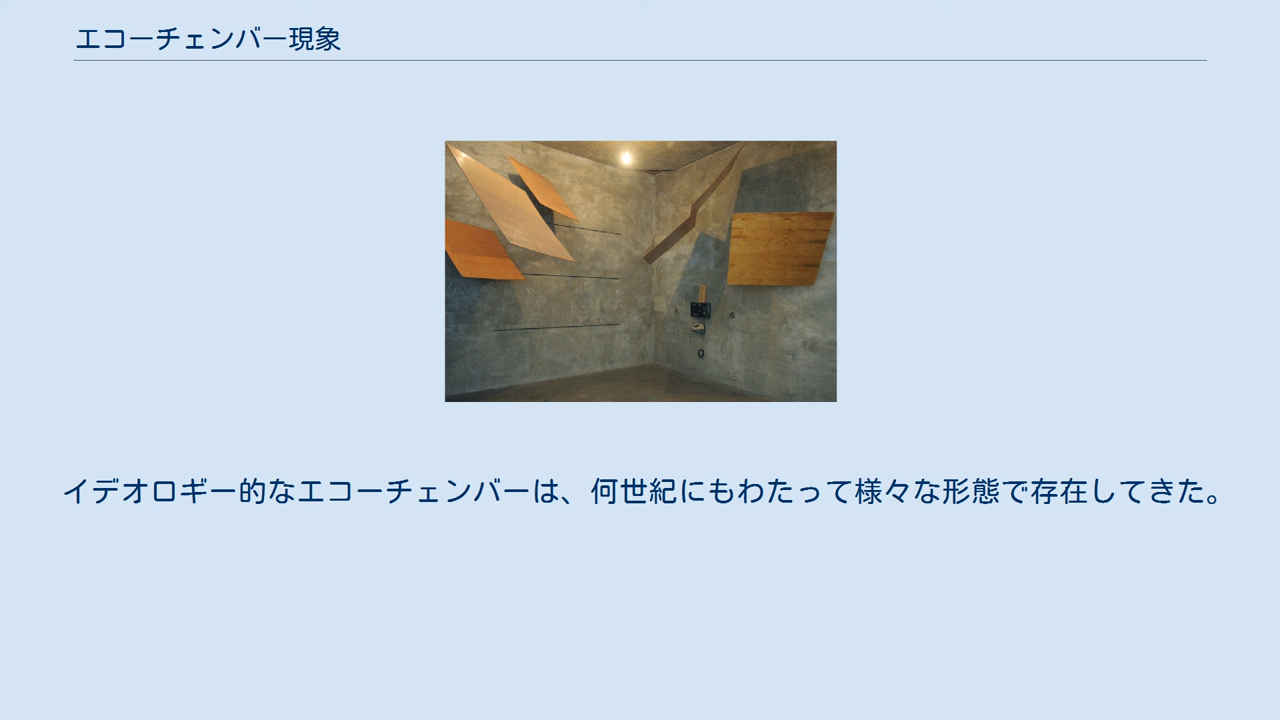 エコーチェンバー現象
イデオロギー的なエコーチェンバーは、何世紀にもわたって様々な形態で存在してきた。